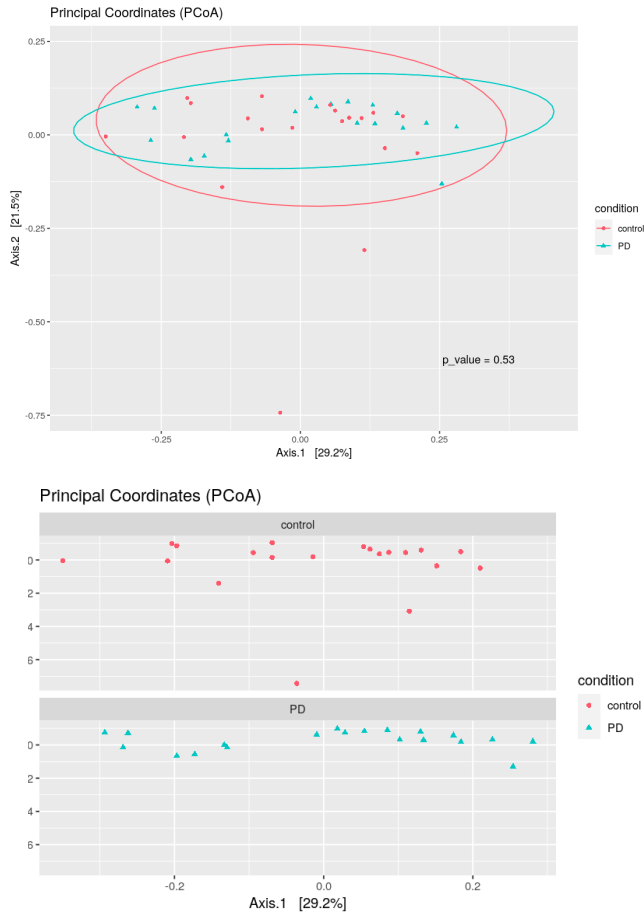 Principal Coordinates (PCoA)
0.25
0.00
-0.25
-0.50
-0.75
Axis.2 [21.5%]
-0.25
0.00
0.25
Axis.1 [29.2%]
p_value = 0.53
condition
control
PD
Principal Coordinates (PCoA)
control
0
2
4
6
PD
0
2
4
6
-0.2
0.0
0.2
Axis.1 [29.2%]
condition
control
PD